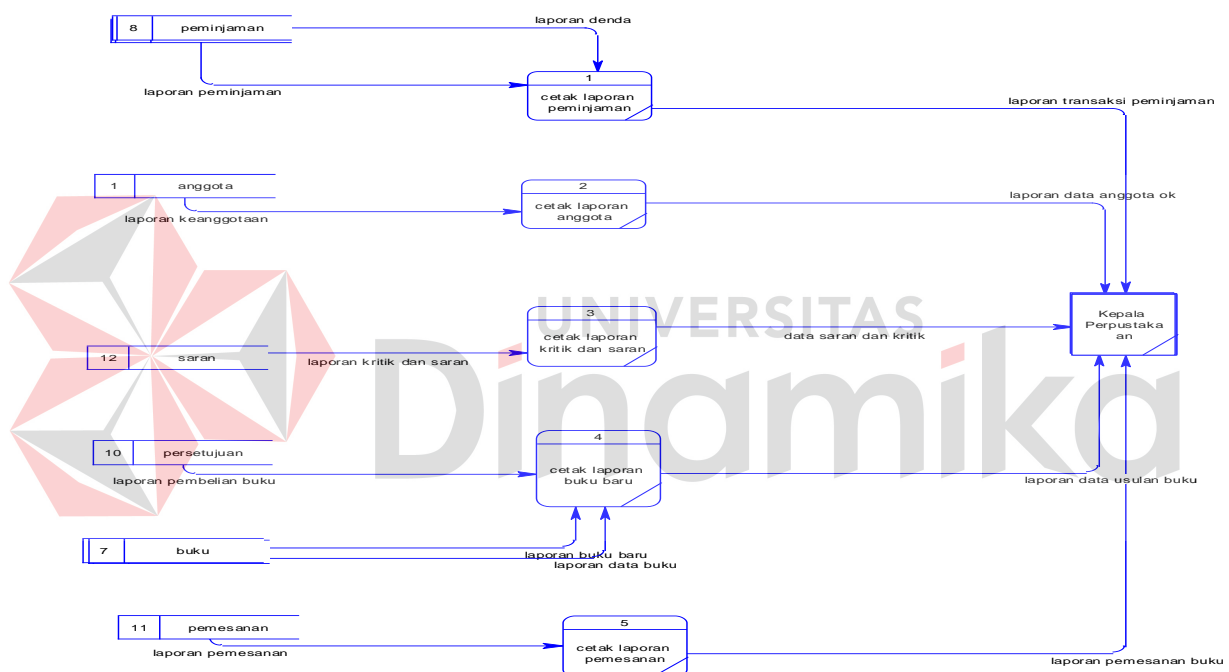 laporan denda
8 peminjaman
1
laporan peminjaman
cetak laporan
peminjaman
laporan transaksi peminjaman
1 anggota
2
laporan keanggotaan
cetak laporan
anggota
laporan data anggota ok
UNIVERSITAS
Dinamika
3
cetak laporan
kritik dan saran
data saran dan kritik
Kepala
Perpustaka
an
12 saran
laporan kritik dan saran
4
10 persetujuan
laporan pembelian buku
cetak laporan
buku baru
laporan data usulan buku
7 buku
laporan buku baru
laporan data buku
11 pemesanan
5
laporan pemesanan
cetak laporan
pemesanan
laporan pemesanan buku